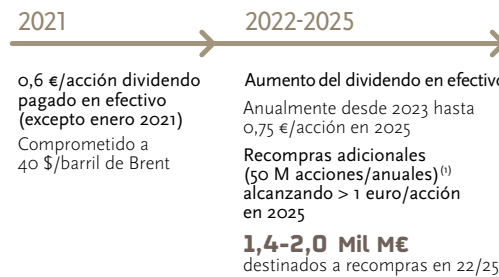 2021
0,6 €/acción dividendo
pagado en efectivo
(excepto enero 2021)
Comprometido a
40 $/barril de Brent
2022-2025
Aumento del dividendo en efectivo
Anualmente desde 2023 hasta
0,75 €/acción en 2025
Recompras adicionales
(50 M acciones/anuales)⁽¹⁾
alcanzando > 1 euro/acción
en 2025
1,4-2,0 Mil M€
destinados a recompras en 22/25